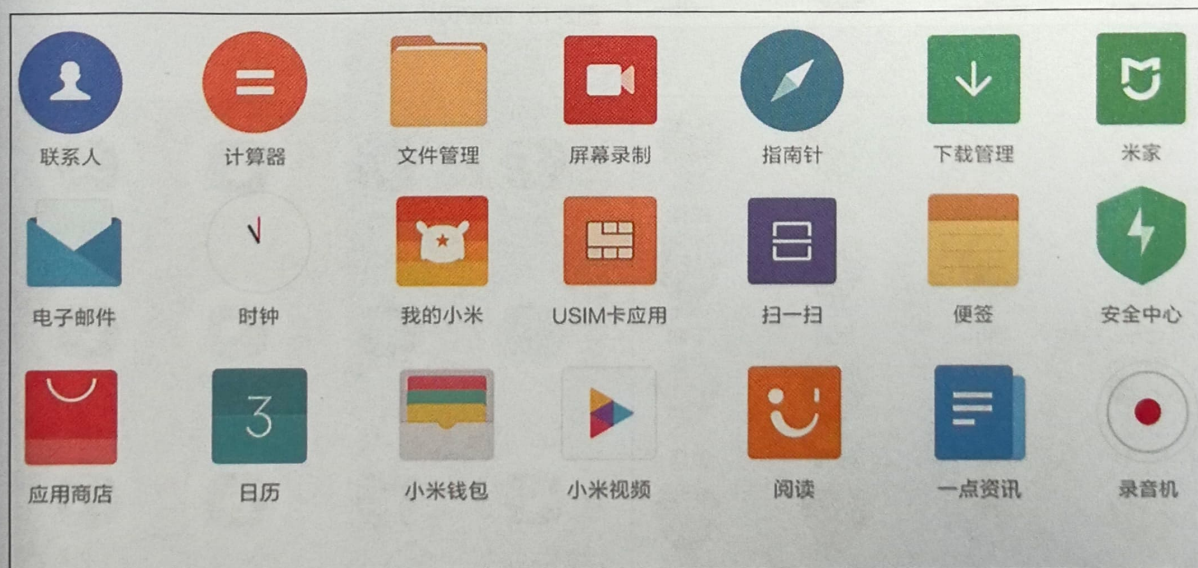 联系人 计算器 文件管理 屏幕录制 指南针 下载管理 米家
电子邮件 时钟 我的小米 USIM卡应用 扫一扫 便签 安全中心
3
应用商店 日历 小米钱包 小米视频 阅读 一点资讯 录音机